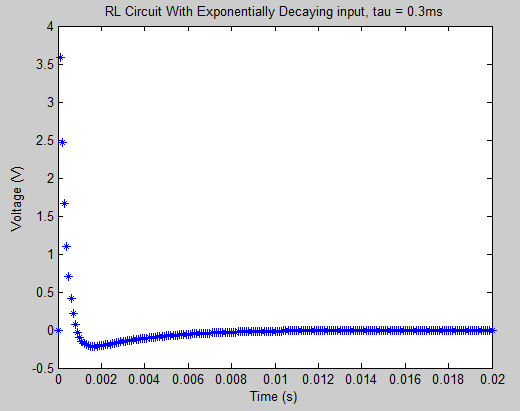 RL Circuit With Exponentially Decaying input, tau = 0.3ms
4
3.5
3
2.5
2
1.5
1
0.5
0
-0.5
Voltage (V)
0 0.002 0.004 0.006 0.008 0.01 0.012 0.014 0.016 0.018 0.02
Time (s)